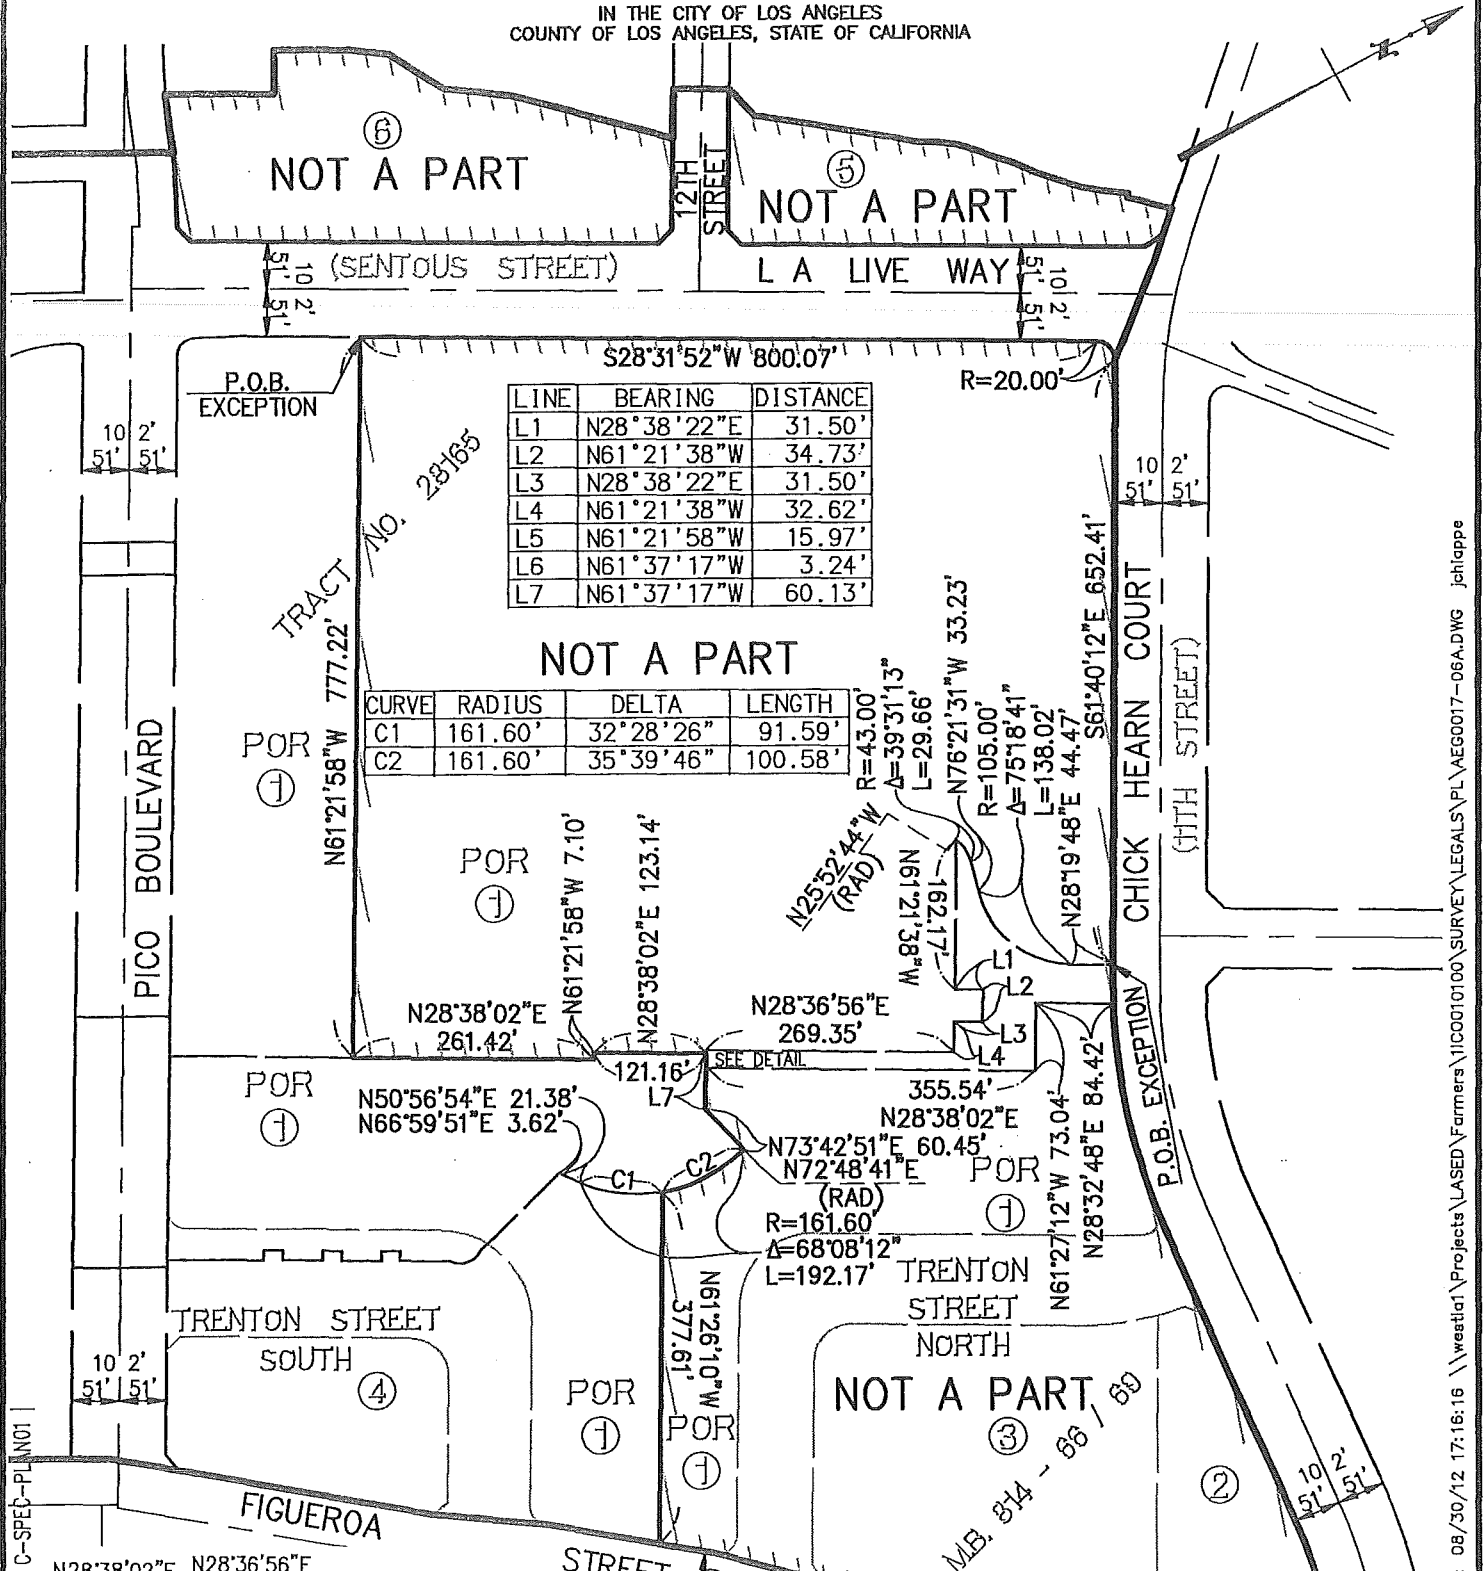 IN THE CITY OF LOS ANGELES
COUNTY OF LOS ANGELES, STATE OF CALIFORNIA
N
6
NOT A PART
12TH
STREET
5
NOT A PART
51' 51'
10 2'
(SENTOUS STREET)
L A LIVE WAY
51' 51'
10 2'
S28°31'52"W 800.07'
R=20.00'
P.O.B.
EXCEPTION
LINE BEARING DISTANCE
L1 N28°38'22"E 31.50'
L2 N61°21'38"W 34.73'
L3 N28°38'22"E 31.50'
L4 N61°21'38"W 32.62'
L5 N61°21'58"W 15.97'
L6 N61°37'17"W 3.24'
L7 N61°37'17"W 60.13'
10 2'
51' 51'
10 2'
51' 51'
TRACT NO. 28165
NOT A PART
CURVE RADIUS DELTA LENGTH
C1 161.60' 32°28'26" 91.59'
C2 161.60' 35°39'46" 100.58'
N61°21'58"W 777.22'
POR
1
PICO BOULEVARD
R=43.00'
Δ=39°31'13"
L=29.66'
N76°21'31"W 33.23'
R=105.00'
Δ=75°18'41"
L=138.02'
N28°19'48"E 44.47'
S61°40'12"E 652.41'
CHICK HEARN COURT
(11TH STREET)
POR
1
N61°21'58"W 7.10'
N28°38'02"E 123.14'
N25°52'44"W
(RAD)
162.17'
N61°21'38"W
L1
L2
L3
L4
N28°38'02"E
261.42'
N28°36'56"E
269.35'
SEE DETAIL
121.16'
L7
355.54'
N28°38'02"E
POR
1
N50°56'54"E 21.38'
N66°59'51"E 3.62'
N73°42'51"E 60.45'
N72°48'41"E
(RAD)
C1
C2
R=161.60'
Δ=68°08'12"
L=192.17'
POR
1
N61°27'12"W 73.04'
N28°32'48"E 84.42'
P.O.B. EXCEPTION
TRENTON
STREET
NORTH
TRENTON STREET
SOUTH
4
10 2'
51' 51'
N61°26'10"W
377.61'
POR
1
POR
1
NOT A PART
3
2
M.B. 814 - 66 / 69
10 2'
51' 51'
FIGUEROA
STREET
N28°38'02"E N28°36'56"E
C-SPEC-PLAN01
08/30/12 17:16:16 \\westla1\Projects\LASED\Farmers\11C0010100\SURVEY\LEGALS\PL\AEG0017-06A.DWG jchiappe